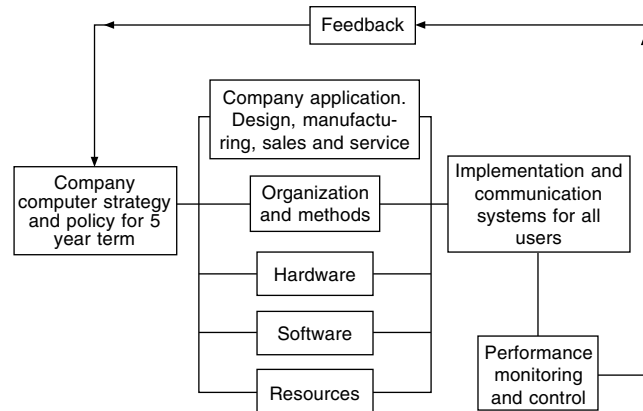 Feedback
Company application.
Design, manufactu-
ring, sales and service
Company
computer strategy
and policy for 5
year term
Organization
and methods
Implementation and
communication
systems for all
users
Hardware
Software
Performance
monitoring
and control
Resources